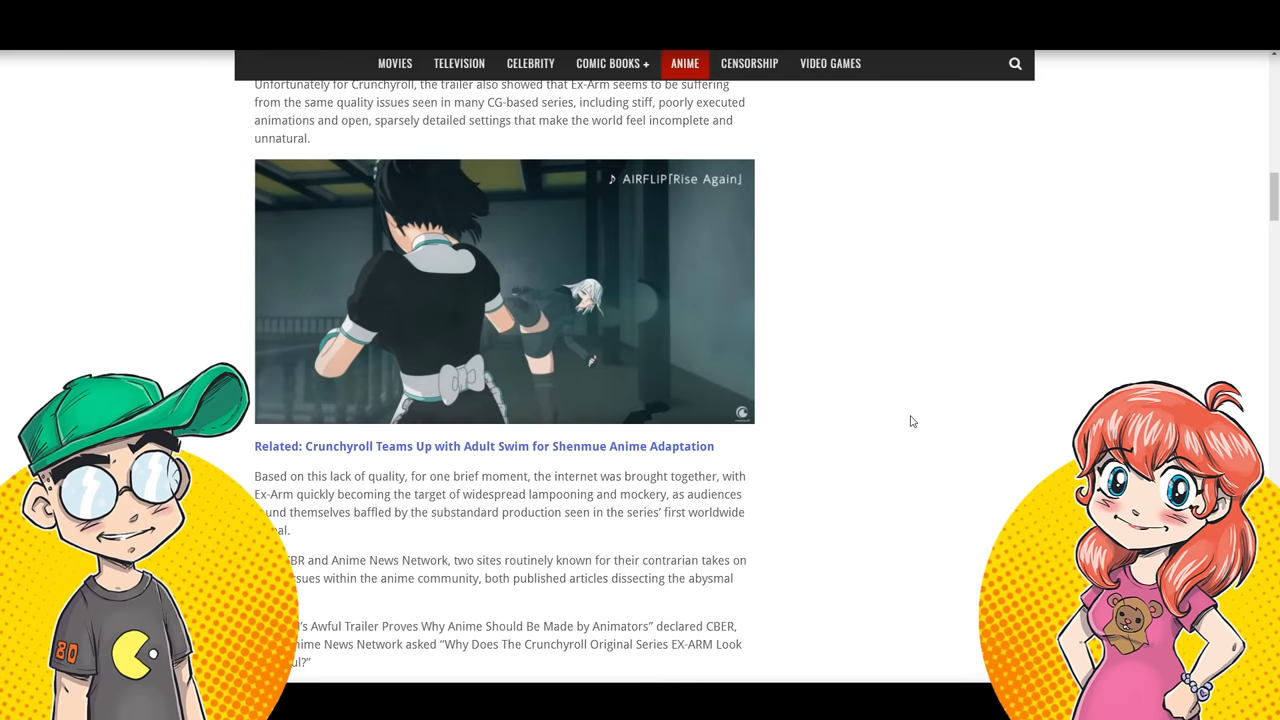 MOVIES TELEVISION CELEBRITY COMIC BOOKS + ANIME CENSORSHIP VIDEO GAMES
Unfortunately for Crunchyroll, the trailer also showed that Ex-Arm seems to be suffering
from the same quality issues seen in many CG-based series, including stiff, poorly executed
animations and open, sparsely detailed settings that make the world feel incomplete and
unnatural.
♪ AIRFLIP「Rise Again」
Related: Crunchyroll Teams Up with Adult Swim for Shenmue Anime Adaptation
Based on this lack of quality, for one brief moment, the internet was brought together, with
Ex-Arm quickly becoming the target of widespread lampooning and mockery, as audiences
und themselves baffled by the substandard production seen in the series’ first worldwide
al.
BR and Anime News Network, two sites routinely known for their contrarian takes on
sues within the anime community, both published articles dissecting the abysmal
l’s Awful Trailer Proves Why Anime Should Be Made by Animators” declared CBER,
nime News Network asked “Why Does The Crunchyroll Original Series EX-ARM Look
ul?”
80